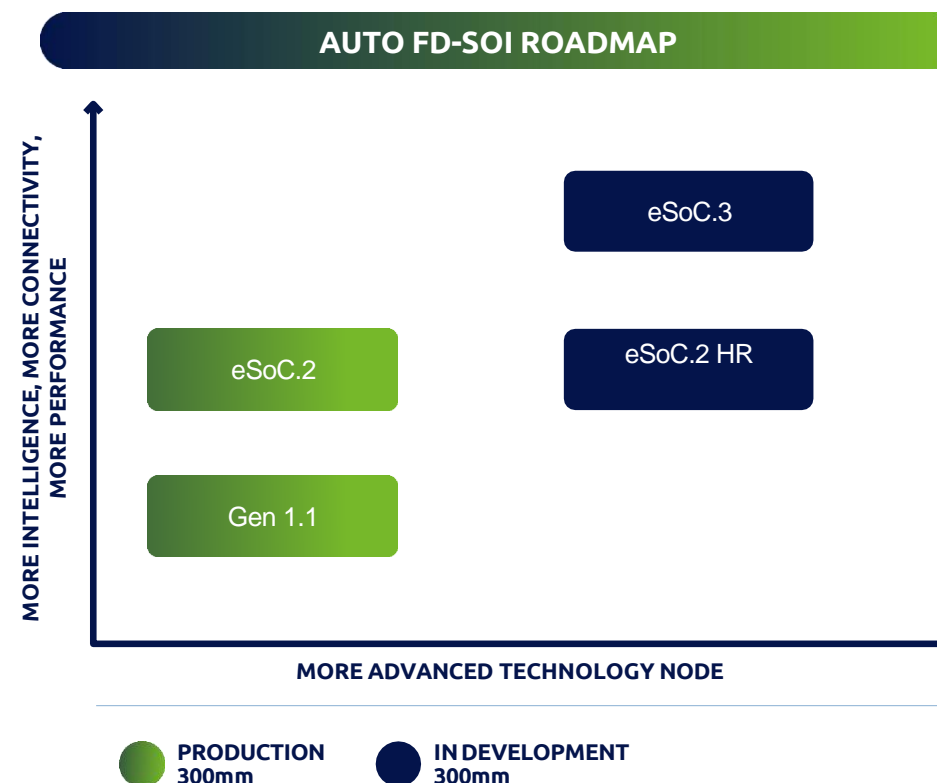 AUTO FD-SOI ROADMAP
MORE INTELLIGENCE, MORE CONNECTIVITY,
MORE PERFORMANCE
eSoC.3
eSoC.2
eSoC.2 HR
Gen 1.1
MORE ADVANCED TECHNOLOGY NODE
PRODUCTION
300mm
IN DEVELOPMENT
300mm